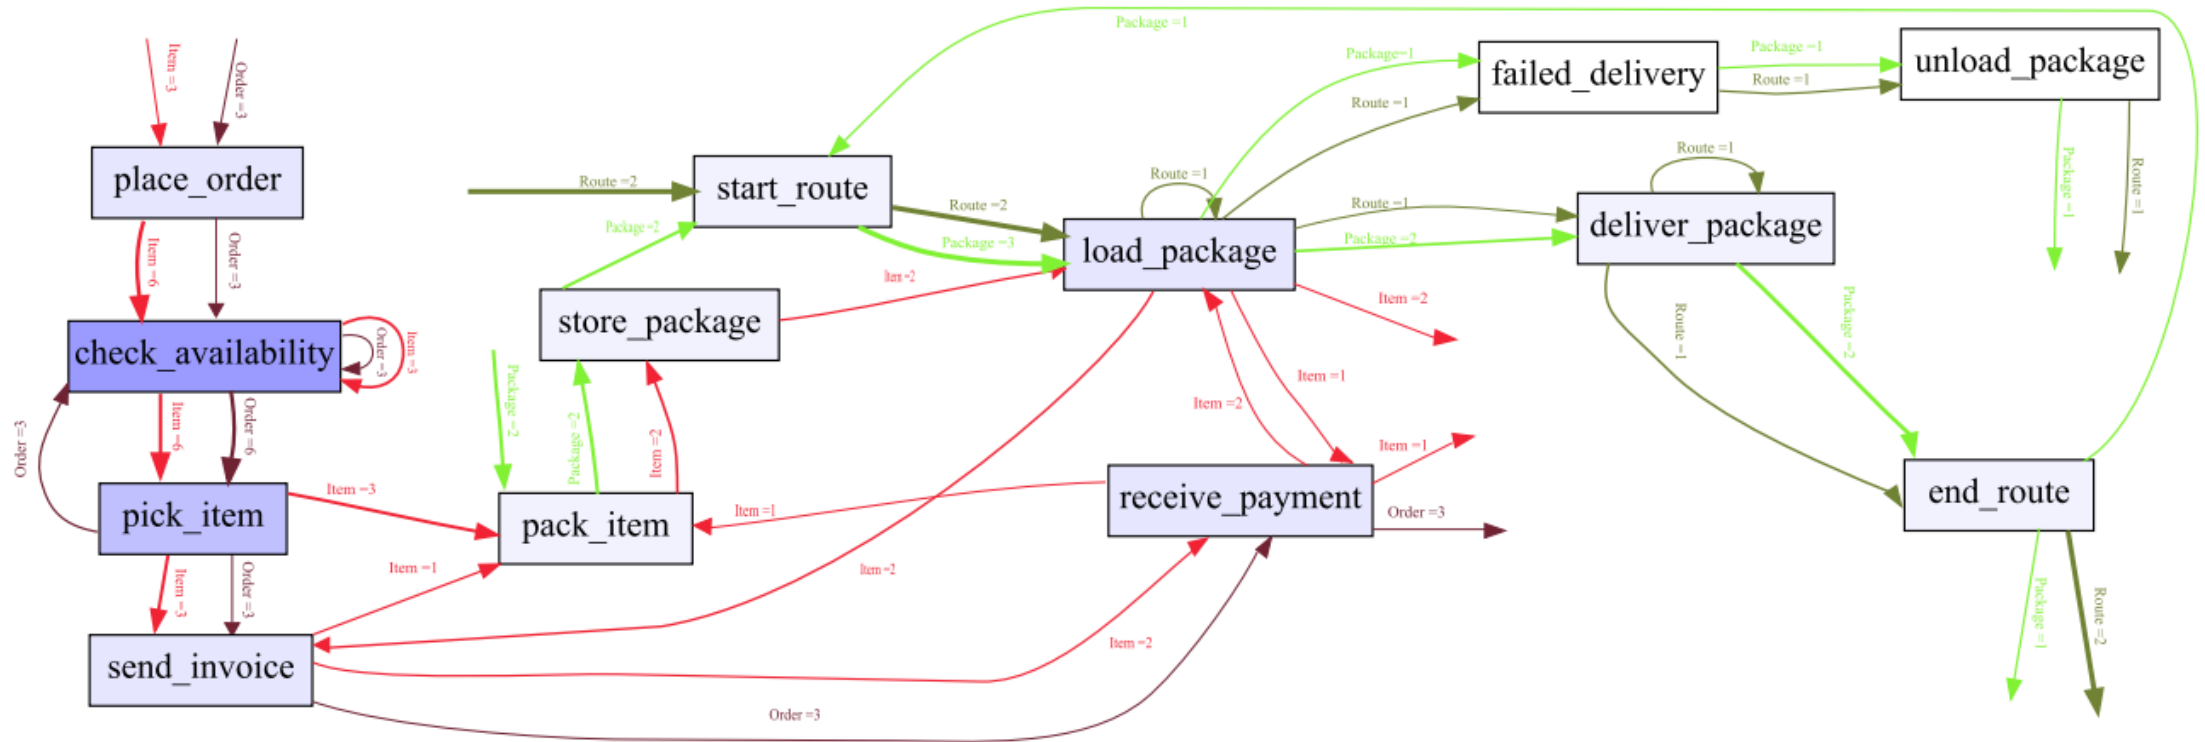 Package =1
Item =3
Order =3
Package=1
failed_delivery
Package =1
Route =1
unload_package
Route =1
place_order
Route =2
start_route
Route =1
Route =1
Package =1
Route =1
Package =2
Route =2
Package =3
load_package
Route =1
Package =2
deliver_package
Item =6
Order =3
Item =2
Item =2
store_package
Package =2
Route =1
check_availability
Order =3
Item =3
Item =6
Order =6
Package =2
Item =1
Item =2
Order =3
Package =2
Item =2
Item =1
pick_item
Item =3
pack_item
Item =1
receive_payment
Order =3
end_route
Item =3
Order =3
Item =1
Item =2
Package =1
Route =2
send_invoice
Item =2
Order =3